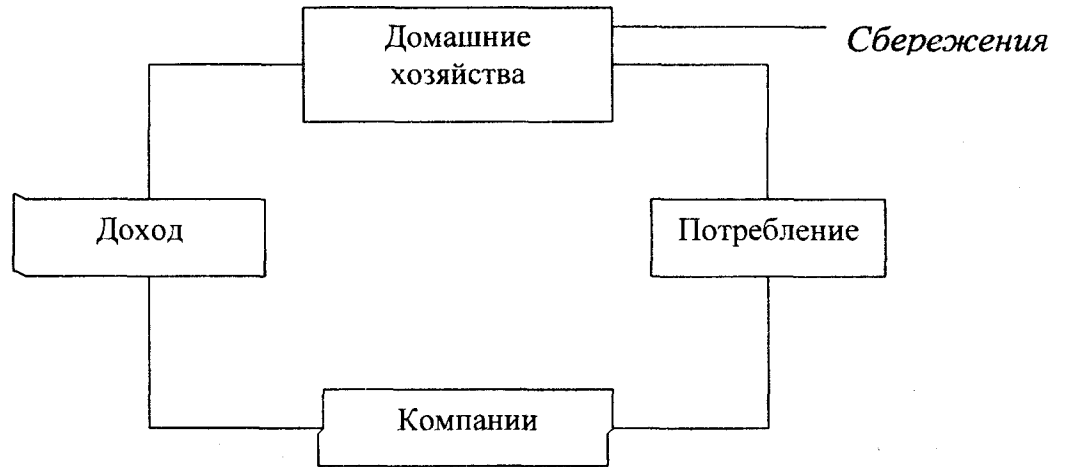 Домашние
хозяйства
Сбережения
Доход
Потребление
Компании